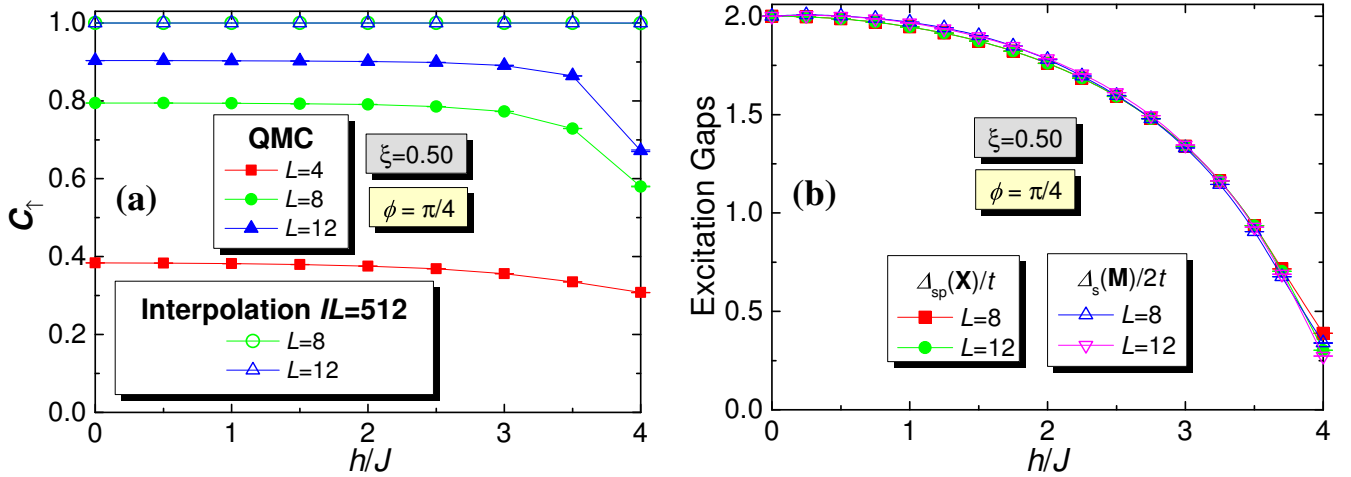 1.0
0.8
0.6
0.4
0.2
0.0
C↑
(a)
QMC
L=4
L=8
L=12
ξ=0.50
ϕ = π/4
Interpolation IL=512
L=8
L=12
0 1 2 3 4
h/J
2.0
1.5
1.0
0.5
0.0
Excitation Gaps
(b)
ξ=0.50
ϕ = π/4
Δsp(X)/t
L=8
L=12
Δs(M)/2t
L=8
L=12
0 1 2 3 4
h/J